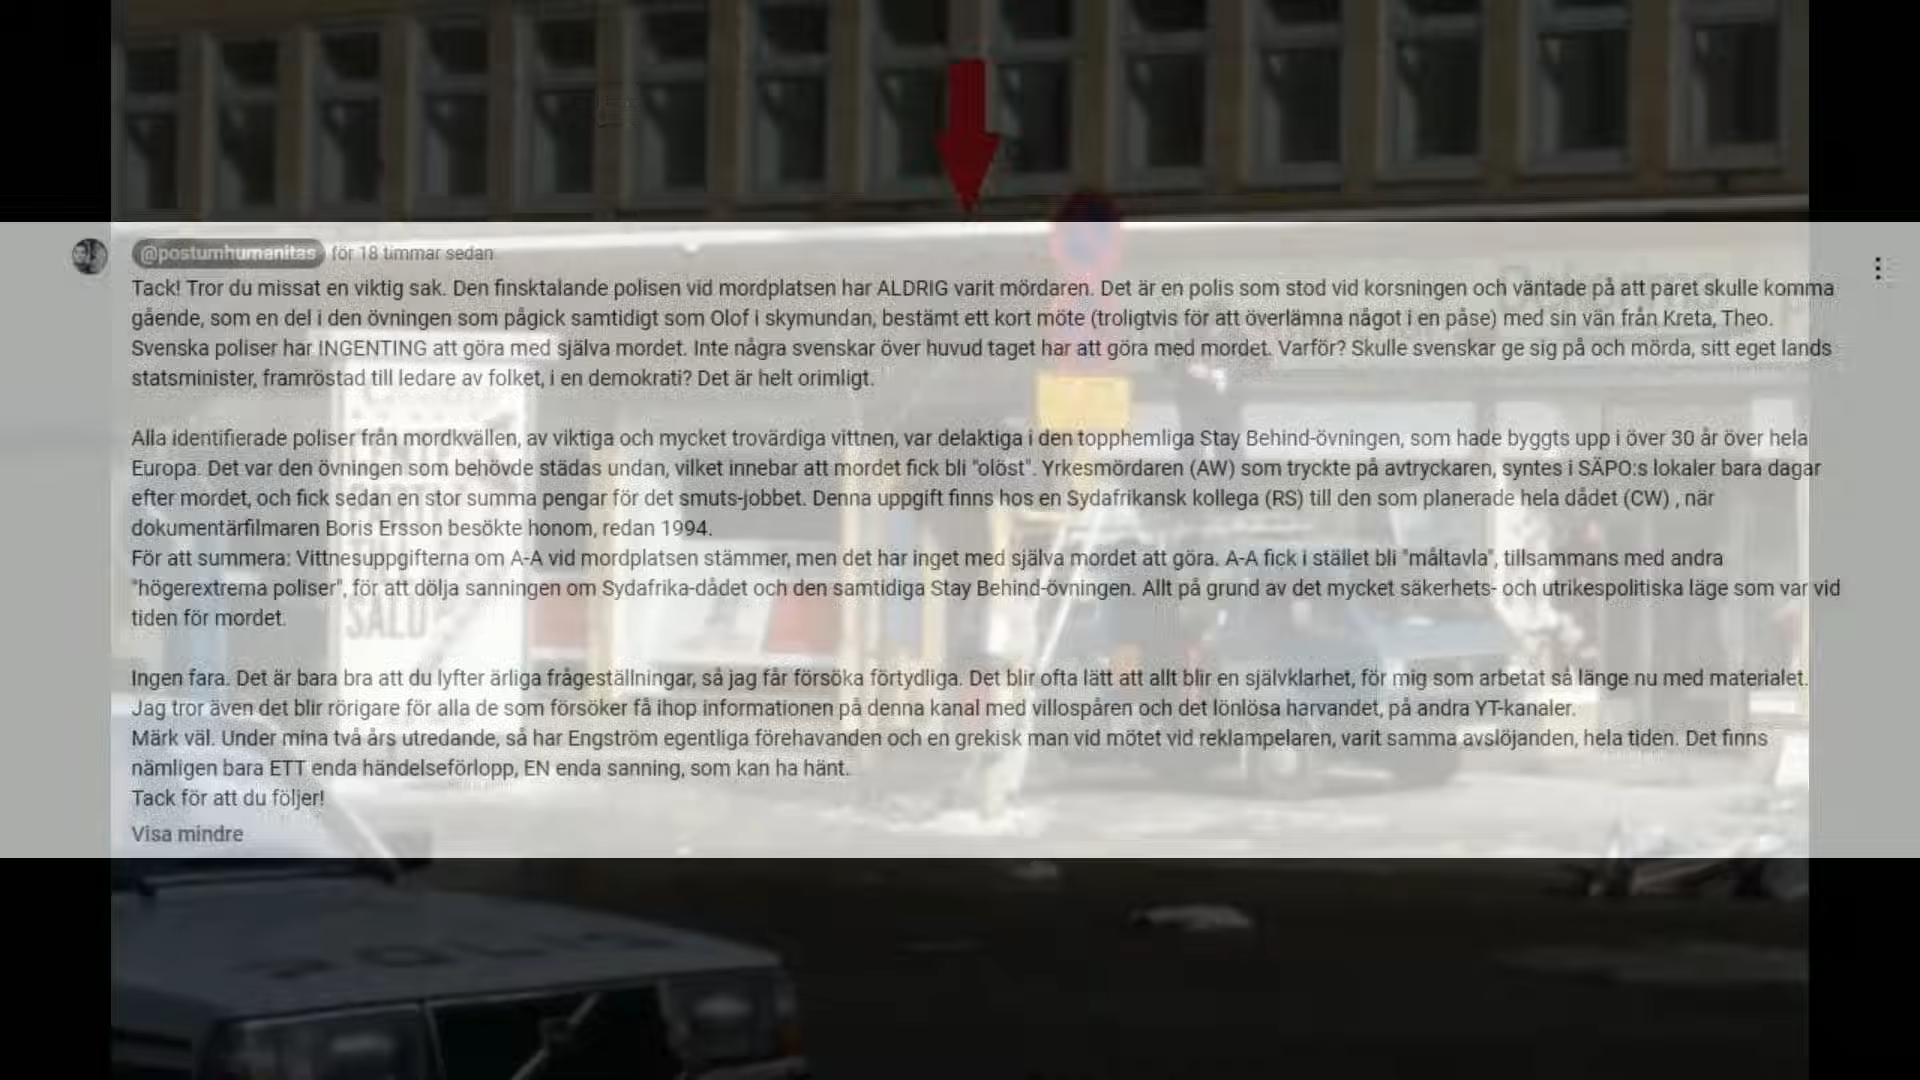 @postumhumanitas för 18 timmar sedan
Tack! Tror du missat en viktig sak. Den finsktalande polisen vid mordplatsen har ALDRIG varit mördaren. Det är en polis som stod vid korsningen och väntade på att paret skulle komma
gående, som en del i den övningen som pågick samtidigt som Olof i skymundan, bestämt ett kort möte (troligtvis för att överlämna något i en påse) med sin vän från Kreta, Theo.
Svenska poliser har INGENTING att göra med själva mordet. Inte några svenskar över huvud taget har att göra med mordet. Varför? Skulle svenskar ge sig på och mörda, sitt eget lands
statsminister, framröstad till ledare av folket, i en demokrati? Det är helt orimligt.
Alla identifierade poliser från mordkvällen, av viktiga och mycket trovärdiga vittnen, var delaktiga i den topphemliga Stay Behind-övningen, som hade byggts upp i över 30 år över hela
Europa. Det var den övningen som behövde städas undan, vilket innebar att mordet fick bli "olöst". Yrkesmördaren (AW) som tryckte på avtryckaren, syntes i SÄPO:s lokaler bara dagar
efter mordet, och fick sedan en stor summa pengar för det smuts-jobbet. Denna uppgift finns hos en Sydafrikansk kollega (RS) till den som planerade hela dådet (CW) , när
dokumentärfilmaren Boris Ersson besökte honom, redan 1994.
För att summera: Vittnesuppgifterna om A-A vid mordplatsen stämmer, men det har inget med själva mordet att göra. A-A fick i stället bli "måltavla", tillsammans med andra
"högerextrema poliser", för att dölja sanningen om Sydafrika-dådet och den samtidiga Stay Behind-övningen. Allt på grund av det mycket säkerhets- och utrikespolitiska läge som var vid
tiden för mordet.
Ingen fara. Det är bara bra att du lyfter ärliga frågeställningar, så jag får försöka förtydliga. Det blir ofta lätt att allt blir en självklarhet, för mig som arbetat så länge nu med materialet.
Jag tror även det blir rörigare för alla de som försöker få ihop informationen på denna kanal med villospåren och det lönlösa harvandet, på andra YT-kanaler.
Märk väl. Under mina två års utredande, så har Engström egentliga förehavanden och en grekisk man vid mötet vid reklampelaren, varit samma avslöjanden, hela tiden. Det finns
nämligen bara ETT enda händelseförlopp, EN enda sanning, som kan ha hänt.
Tack för att du följer!
Visa mindre
SALU
POLIS